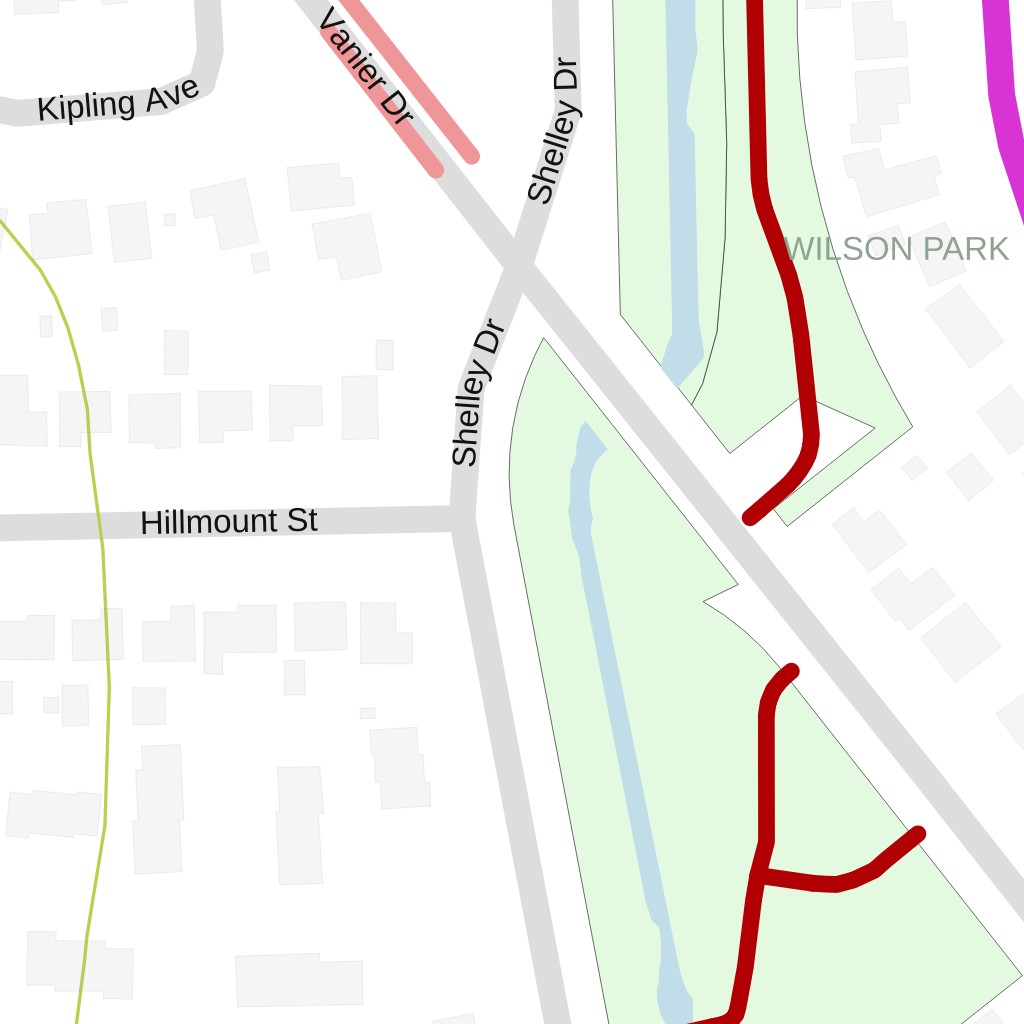 Vanier Dr
Kipling Ave
Shelley Dr
WILSON PARK
Shelley Dr
Hillmount St